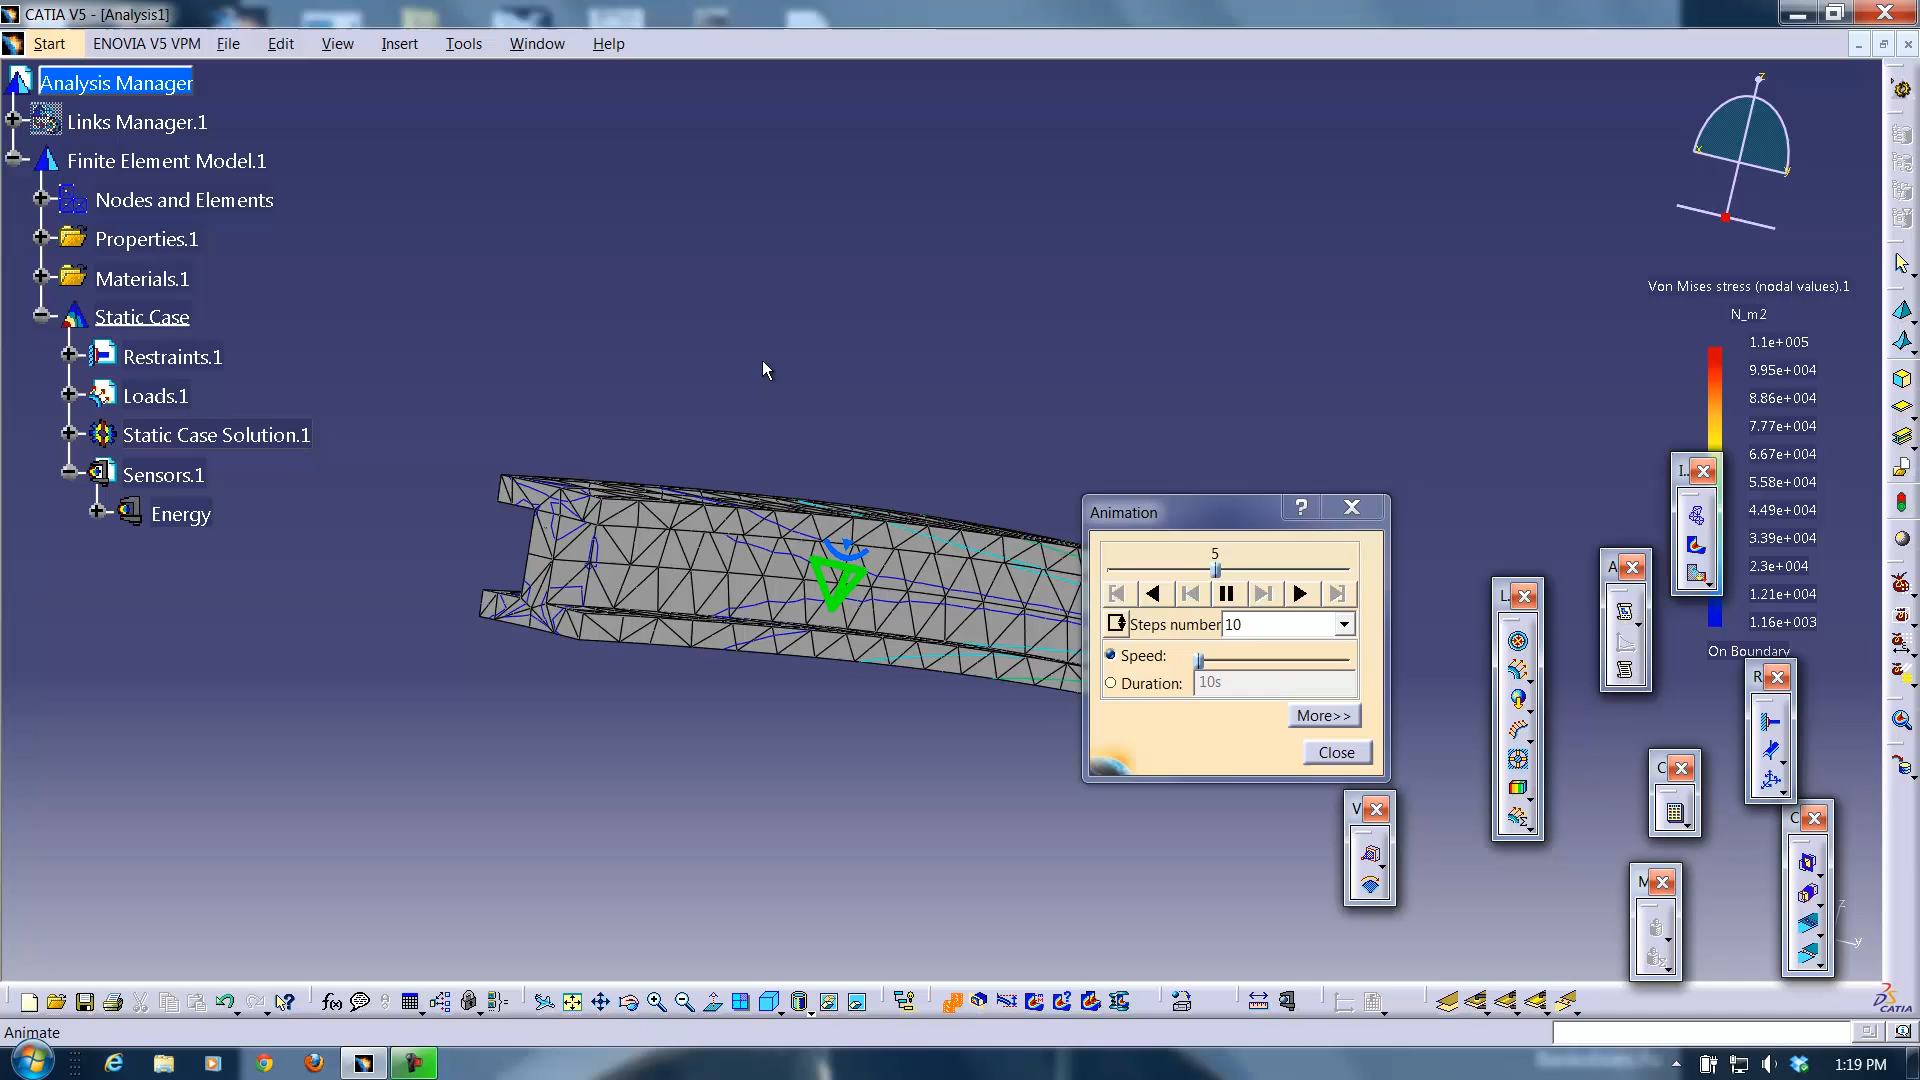 CATIA V5 - [Analysis1]
Start ENOVIA V5 VPM File Edit View Insert Tools Window Help
Analysis Manager
Links Manager.1
Finite Element Model.1
Nodes and Elements
Properties.1
Materials.1
Static Case
Restraints.1
Loads.1
Static Case Solution.1
Sensors.1
Energy
z
x
y
Von Mises stress (nodal values).1
N_m2
1.1e+005
9.95e+004
8.86e+004
7.77e+004
6.67e+004
5.58e+004
4.49e+004
3.39e+004
2.3e+004
1.21e+004
1.16e+003
On Boundary
Animation
5
Steps number 10
Speed:
Duration: 10s
More>>
Close
I..
A
L.
R
C
V
C
M
z
y
f(x)
CATIA
Animate
1:19 PM